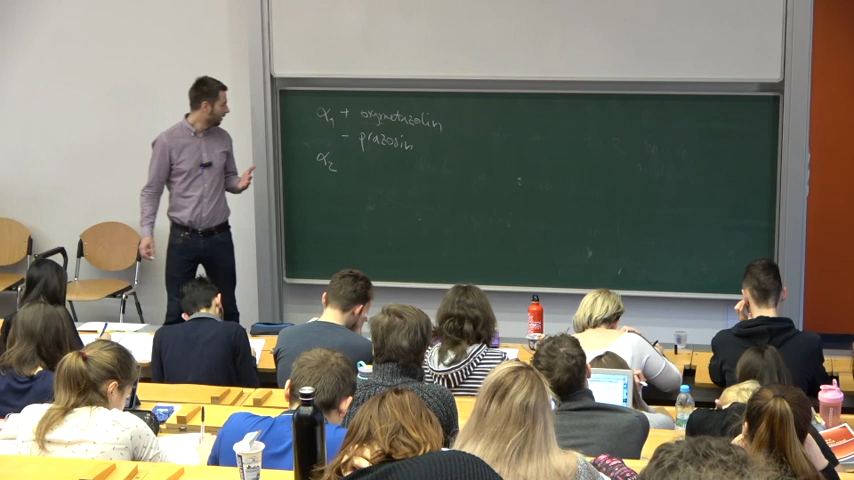 α₁ + oxymetazolin
- prazosin
α₂